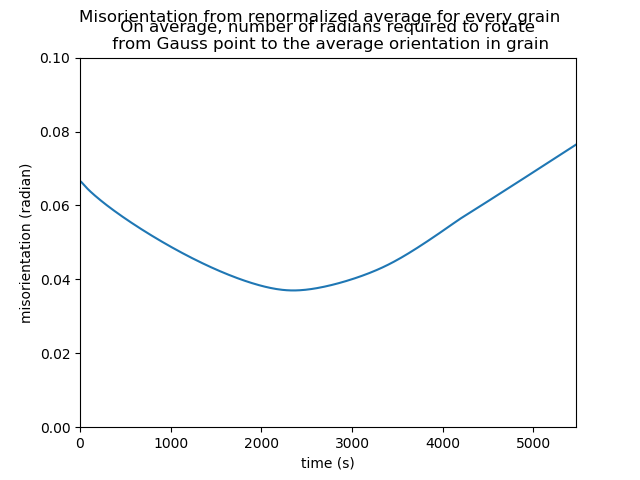 Misorientation from renormalized average for every grain
On average, number of radians required to rotate
from Gauss point to the average orientation in grain
0.10
0.08
0.06
0.04
0.02
0.00
misorientation (radian)
0 1000 2000 3000 4000 5000
time (s)